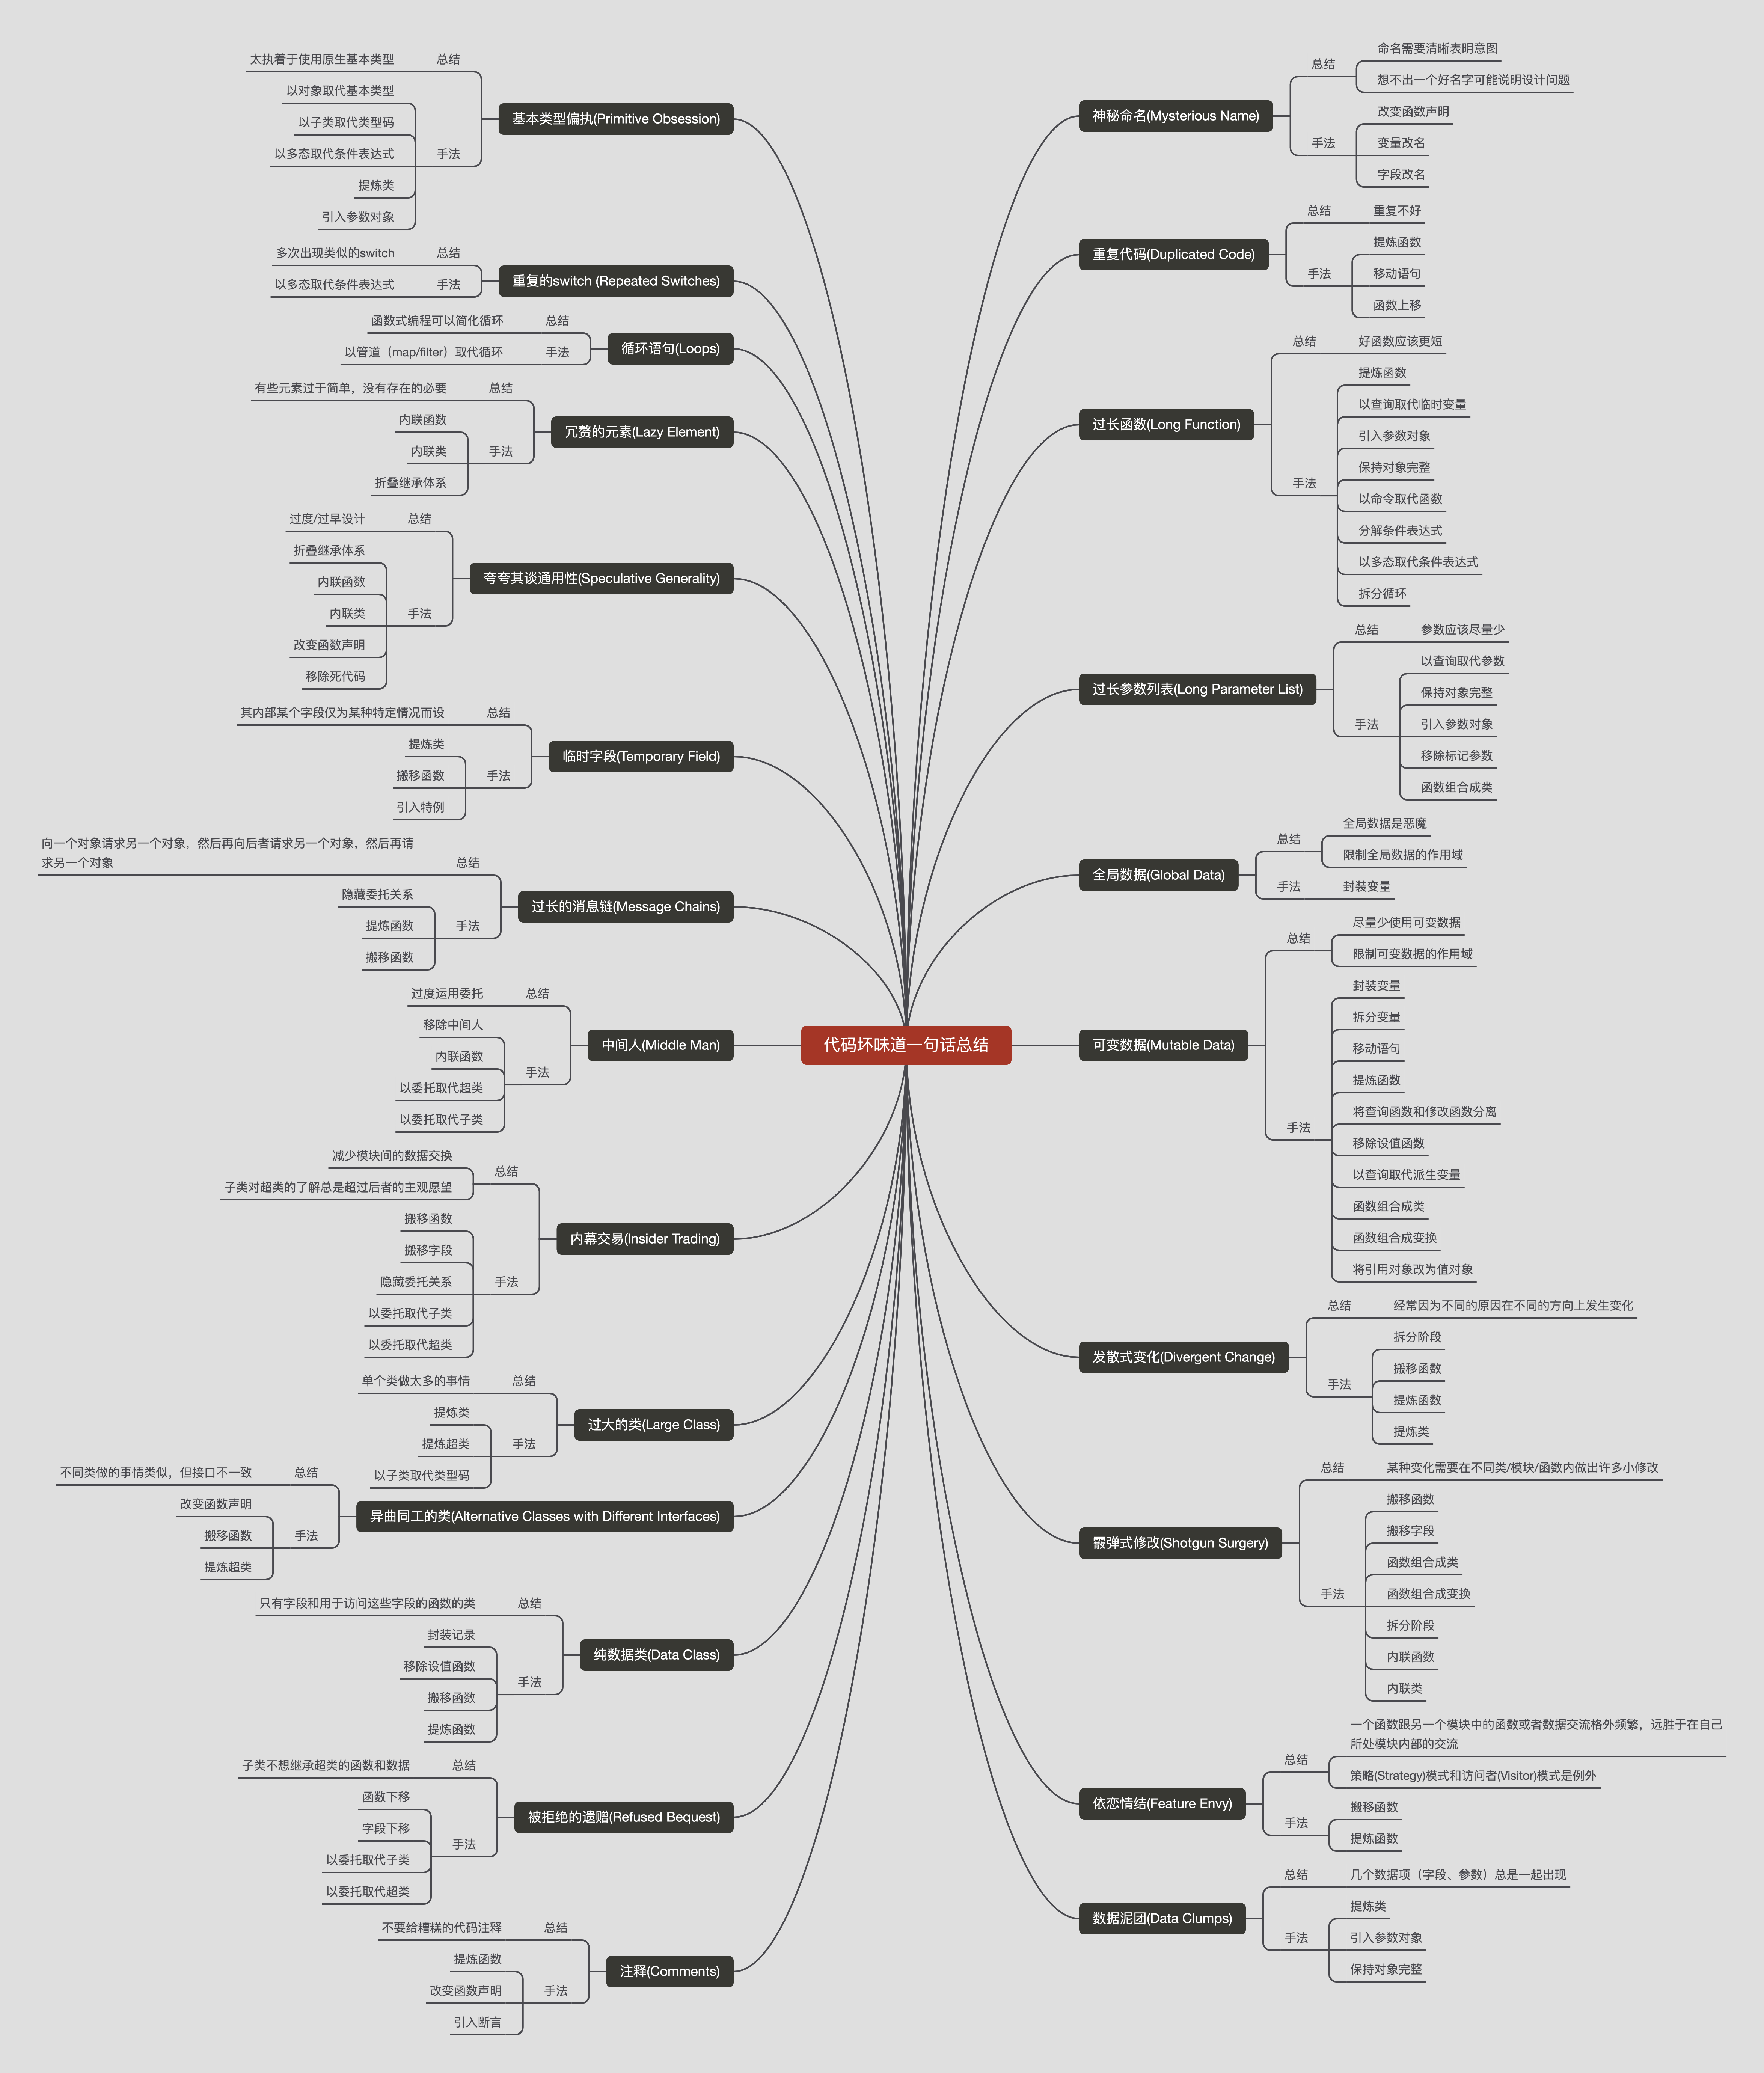 代码坏味道一句话总结
神秘命名(Mysterious Name)
总结
命名需要清晰表明意图
想不出一个好名字可能说明设计问题
手法
改变函数声明
变量改名
字段改名
重复代码(Duplicated Code)
总结
重复不好
手法
提炼函数
移动语句
函数上移
过长函数(Long Function)
总结
好函数应该更短
手法
提炼函数
以查询取代临时变量
引入参数对象
保持对象完整
以命令取代函数
分解条件表达式
以多态取代条件表达式
拆分循环
过长参数列表(Long Parameter List)
总结
参数应该尽量少
手法
以查询取代参数
保持对象完整
引入参数对象
移除标记参数
函数组合成类
全局数据(Global Data)
总结
全局数据是恶魔
限制全局数据的作用域
手法
封装变量
可变数据(Mutable Data)
总结
尽量少使用可变数据
限制可变数据的作用域
手法
封装变量
拆分变量
移动语句
提炼函数
将查询函数和修改函数分离
移除设值函数
以查询取代派生变量
函数组合成类
函数组合成变换
将引用对象改为值对象
发散式变化(Divergent Change)
总结
经常因为不同的原因在不同的方向上发生变化
手法
拆分阶段
搬移函数
提炼函数
提炼类
霰弹式修改(Shotgun Surgery)
总结
某种变化需要在不同类/模块/函数内做出许多小修改
手法
搬移函数
搬移字段
函数组合成类
函数组合成变换
拆分阶段
内联函数
内联类
依恋情结(Feature Envy)
总结
一个函数跟另一个模块中的函数或者数据交流格外频繁，远胜于在自己
所处模块内部的交流
策略(Strategy)模式和访问者(Visitor)模式是例外
手法
搬移函数
提炼函数
数据泥团(Data Clumps)
总结
几个数据项（字段、参数）总是一起出现
手法
提炼类
引入参数对象
保持对象完整
基本类型偏执(Primitive Obsession)
总结
太执着于使用原生基本类型
手法
以对象取代基本类型
以子类取代类型码
以多态取代条件表达式
提炼类
引入参数对象
重复的switch (Repeated Switches)
总结
多次出现类似的switch
手法
以多态取代条件表达式
循环语句(Loops)
总结
函数式编程可以简化循环
手法
以管道（map/filter）取代循环
冗赘的元素(Lazy Element)
总结
有些元素过于简单，没有存在的必要
手法
内联函数
内联类
折叠继承体系
夸夸其谈通用性(Speculative Generality)
总结
过度/过早设计
手法
折叠继承体系
内联函数
内联类
改变函数声明
移除死代码
临时字段(Temporary Field)
总结
其内部某个字段仅为某种特定情况而设
手法
提炼类
搬移函数
引入特例
过长的消息链(Message Chains)
总结
向一个对象请求另一个对象，然后再向后者请求另一个对象，然后再请
求另一个对象
手法
隐藏委托关系
提炼函数
搬移函数
中间人(Middle Man)
总结
过度运用委托
手法
移除中间人
内联函数
以委托取代超类
以委托取代子类
内幕交易(Insider Trading)
总结
减少模块间的数据交换
子类对超类的了解总是超过后者的主观愿望
手法
搬移函数
搬移字段
隐藏委托关系
以委托取代子类
以委托取代超类
过大的类(Large Class)
总结
单个类做太多的事情
手法
提炼类
提炼超类
以子类取代类型码
异曲同工的类(Alternative Classes with Different Interfaces)
总结
不同类做的事情类似，但接口不一致
手法
改变函数声明
搬移函数
提炼超类
纯数据类(Data Class)
总结
只有字段和用于访问这些字段的函数的类
手法
封装记录
移除设值函数
搬移函数
提炼函数
被拒绝的遗赠(Refused Bequest)
总结
子类不想继承超类的函数和数据
手法
函数下移
字段下移
以委托取代子类
以委托取代超类
注释(Comments)
总结
不要给糟糕的代码注释
手法
提炼函数
改变函数声明
引入断言